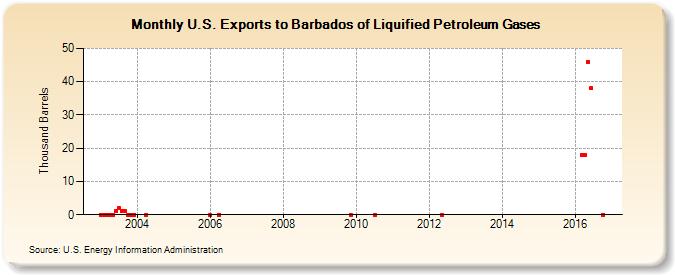 Monthly U.S. Exports to Barbados of Liquified Petroleum Gases
Thousand Barrels
50
40
30
20
10
0
2004 2006 2008 2010 2012 2014 2016
Source: U.S. Energy Information Administration